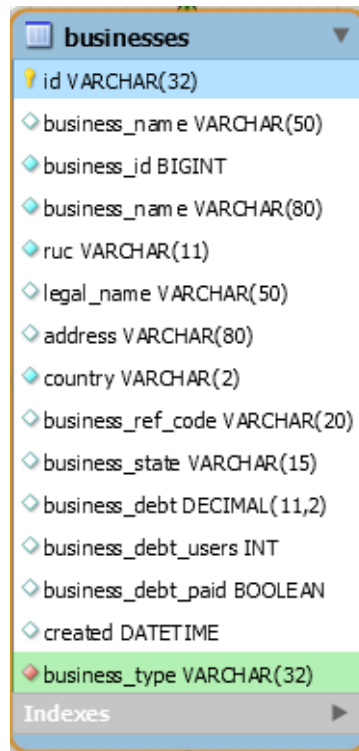 businesses
id VARCHAR(32)
business_name VARCHAR(50)
business_id BIGINT
business_name VARCHAR(80)
ruc VARCHAR(11)
legal_name VARCHAR(50)
address VARCHAR(80)
country VARCHAR(2)
business_ref_code VARCHAR(20)
business_state VARCHAR(15)
business_debt DECIMAL(11,2)
business_debt_users INT
business_debt_paid BOOLEAN
created DATETIME
business_type VARCHAR(32)
Indexes